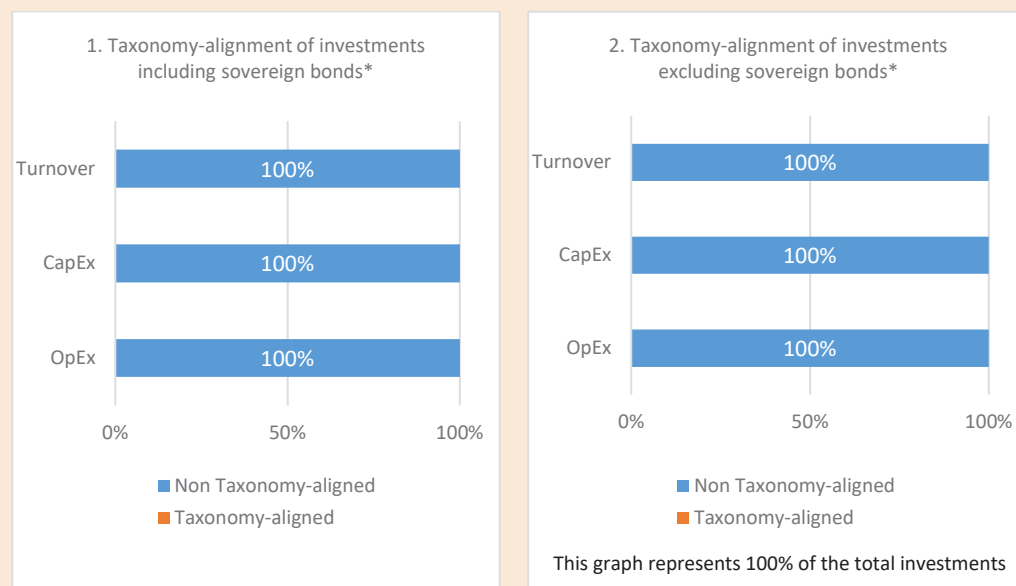 1. Taxonomy-alignment of investments
including sovereign bonds*
Turnover
100%
CapEx
100%
OpEx
100%
0%
50%
100%
Non Taxonomy-aligned
Taxonomy-aligned
2. Taxonomy-alignment of investments
excluding sovereign bonds*
Turnover
100%
CapEx
100%
OpEx
100%
0%
50%
100%
Non Taxonomy-aligned
Taxonomy-aligned
This graph represents 100% of the total investments